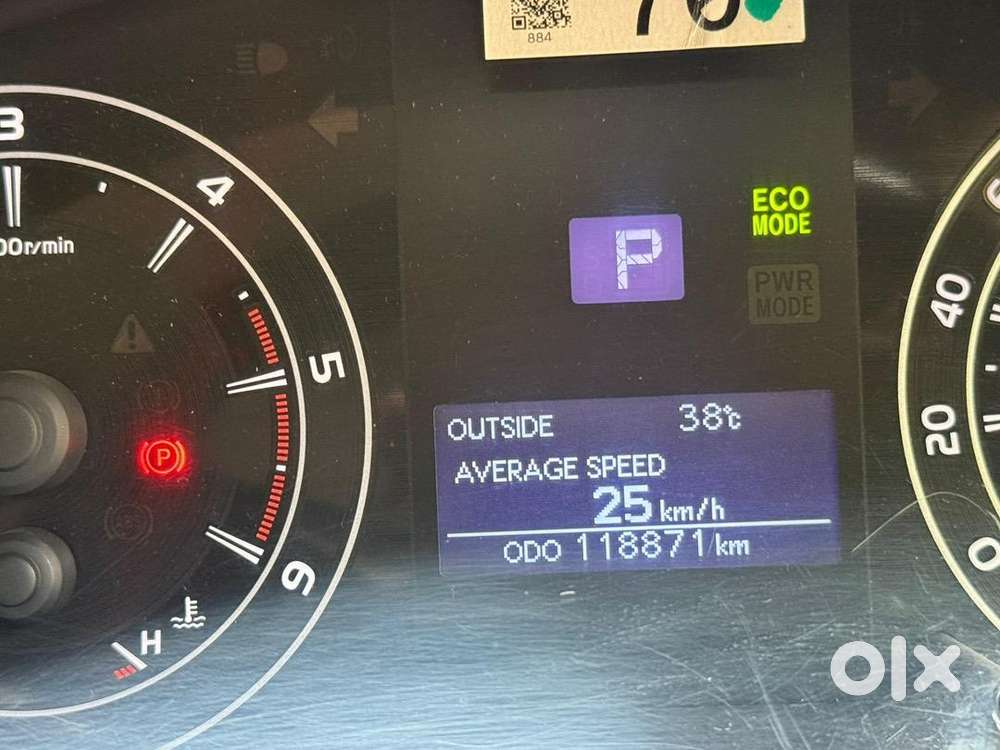 884
76
3
4
00r/min
5
6
H
P
P
ECO
MODE
PWR
MODE
OUTSIDE 38℃
AVERAGE SPEED
25 km/h
ODO 118871 km
40
20
0
olx